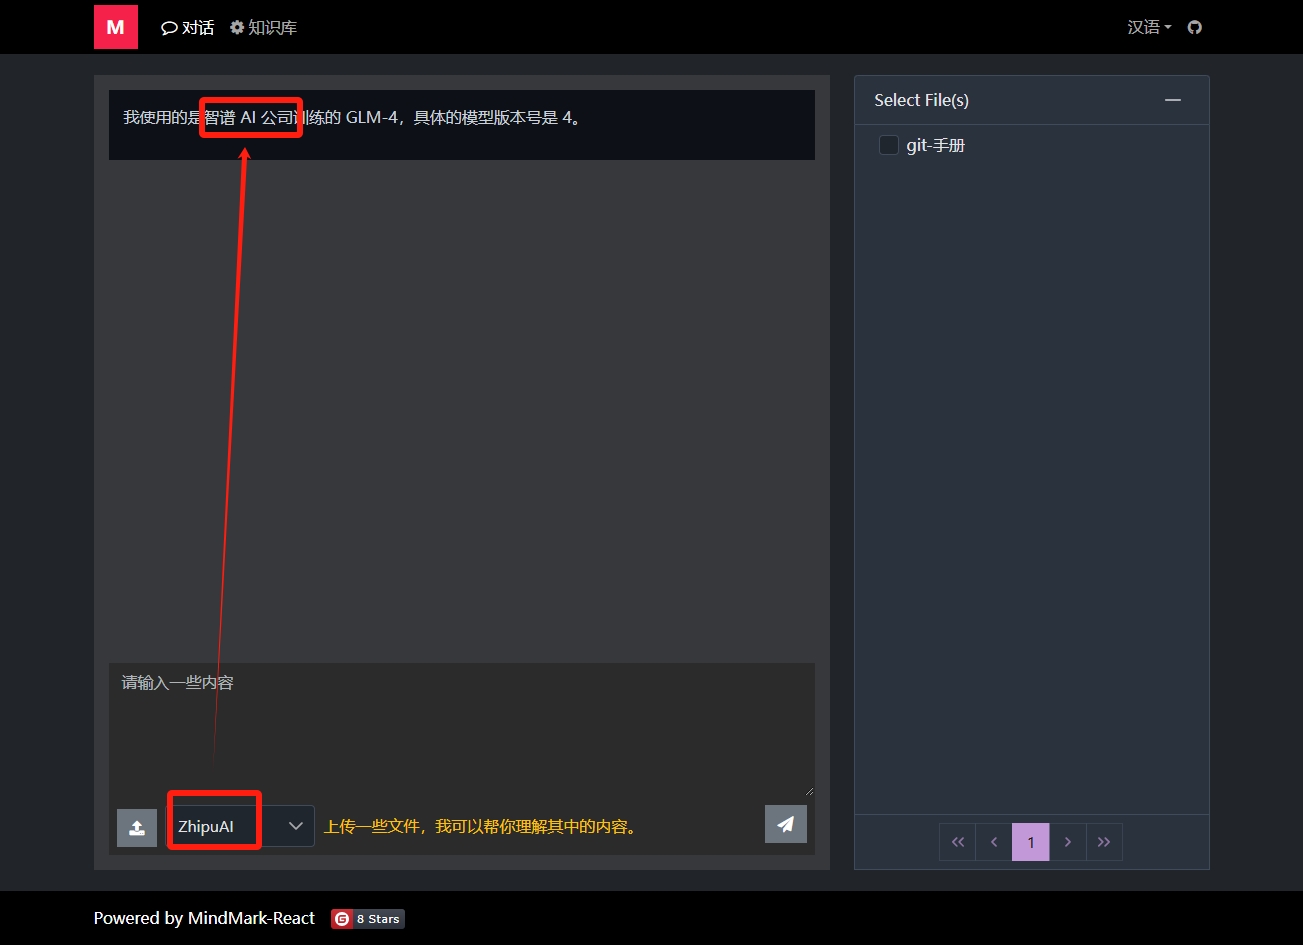 M 对话 知识库 汉语
我使用的是智谱 AI 公司训练的 GLM-4，具体的模型版本号是 4。
Select File(s)
git-手册
请输入一些内容
ZhipuAI 上传一些文件，我可以帮你理解其中的内容。
« ‹ 1 › »
Powered by MindMark-React G 8 Stars